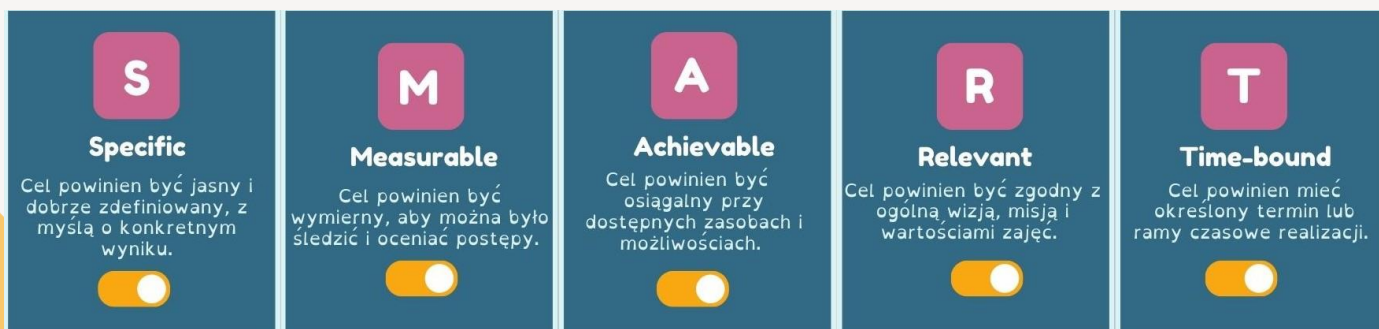 S
Specific
Cel powinien być jasny i
dobrze zdefiniowany, z
myślą o konkretnym
wyniku.
M
Measurable
Cel powinien być
wymierny, aby można było
śledzić i oceniać postępy.
A
Achievable
Cel powinien być
osiągalny przy
dostępnych zasobach i
możliwościach.
R
Relevant
Cel powinien być zgodny z
ogólną wizją, misją i
wartościami zajęć.
T
Time-bound
Cel powinien mieć
określony termin lub
ramy czasowe realizacji.